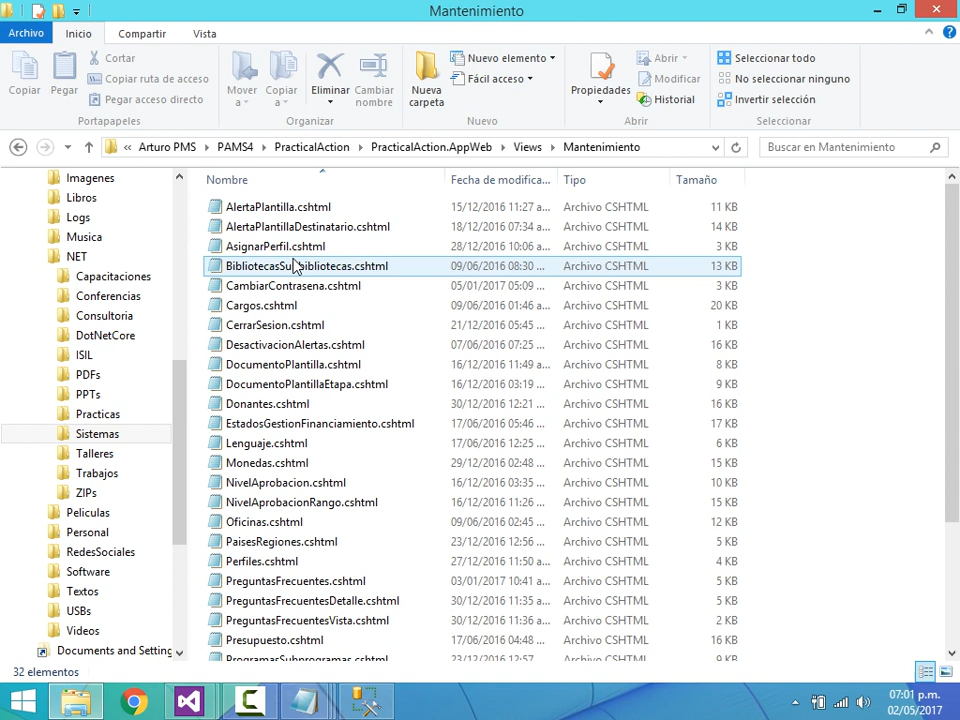 Mantenimiento
Archivo Inicio Compartir Vista
Copiar
Pegar
Cortar
Copiar ruta de acceso
Pegar acceso directo
Portapapeles
Mover a
Copiar a
Eliminar
Cambiar nombre
Organizar
Nueva carpeta
Nuevo elemento
Fácil acceso
Nuevo
Propiedades
Abrir
Modificar
Historial
Abrir
Seleccionar todo
No seleccionar ninguno
Invertir selección
Seleccionar
« Arturo PMS PAMS4 PracticalAction PracticalAction.AppWeb Views Mantenimiento
Buscar en Mantenimiento
Imagenes
Libros
Logs
Musica
NET
Capacitaciones
Conferencias
Consultoria
DotNetCore
ISIL
PDFs
PPTs
Practicas
Sistemas
Talleres
Trabajos
ZIPs
Peliculas
Personal
RedesSociales
Software
Textos
USBs
Videos
Documents and Setting
Nombre Fecha de modifica... Tipo Tamaño
AlertaPlantilla.cshtml 15/12/2016 11:27 a... Archivo CSHTML 11 KB
AlertaPlantillaDestinatario.cshtml 18/12/2016 07:34 a... Archivo CSHTML 14 KB
AsignarPerfil.cshtml 28/12/2016 10:06 a... Archivo CSHTML 3 KB
BibliotecasSubbibliotecas.cshtml 09/06/2016 08:30 ... Archivo CSHTML 13 KB
CambiarContrasena.cshtml 05/01/2017 05:09 ... Archivo CSHTML 3 KB
Cargos.cshtml 09/06/2016 01:46 a... Archivo CSHTML 20 KB
CerrarSesion.cshtml 21/12/2016 05:45 ... Archivo CSHTML 1 KB
DesactivacionAlertas.cshtml 07/06/2016 07:25 ... Archivo CSHTML 16 KB
DocumentoPlantilla.cshtml 16/12/2016 11:49 a... Archivo CSHTML 8 KB
DocumentoPlantillaEtapa.cshtml 16/12/2016 03:19 ... Archivo CSHTML 9 KB
Donantes.cshtml 30/12/2016 12:21 ... Archivo CSHTML 16 KB
EstadosGestionFinanciamiento.cshtml 17/06/2016 05:46 ... Archivo CSHTML 17 KB
Lenguaje.cshtml 17/06/2016 12:25 ... Archivo CSHTML 6 KB
Monedas.cshtml 29/12/2016 02:48 ... Archivo CSHTML 15 KB
NivelAprobacion.cshtml 16/12/2016 03:35 ... Archivo CSHTML 10 KB
NivelAprobacionRango.cshtml 16/12/2016 11:26 ... Archivo CSHTML 15 KB
Oficinas.cshtml 09/06/2016 02:45 ... Archivo CSHTML 12 KB
PaisesRegiones.cshtml 23/12/2016 12:56 ... Archivo CSHTML 5 KB
Perfiles.cshtml 27/12/2016 11:50 ... Archivo CSHTML 4 KB
PreguntasFrecuentes.cshtml 03/01/2017 10:41 a... Archivo CSHTML 5 KB
PreguntasFrecuentesDetalle.cshtml 30/12/2016 11:35 a... Archivo CSHTML 5 KB
PreguntasFrecuentesVista.cshtml 30/12/2016 11:36 a... Archivo CSHTML 2 KB
Presupuesto.cshtml 17/06/2016 04:48 ... Archivo CSHTML 16 KB
ProgramasSubprogramas.cshtml 23/12/2016 12:57 ... Archivo CSHTML 9 KB
32 elementos
07:01 p.m.
02/05/2017